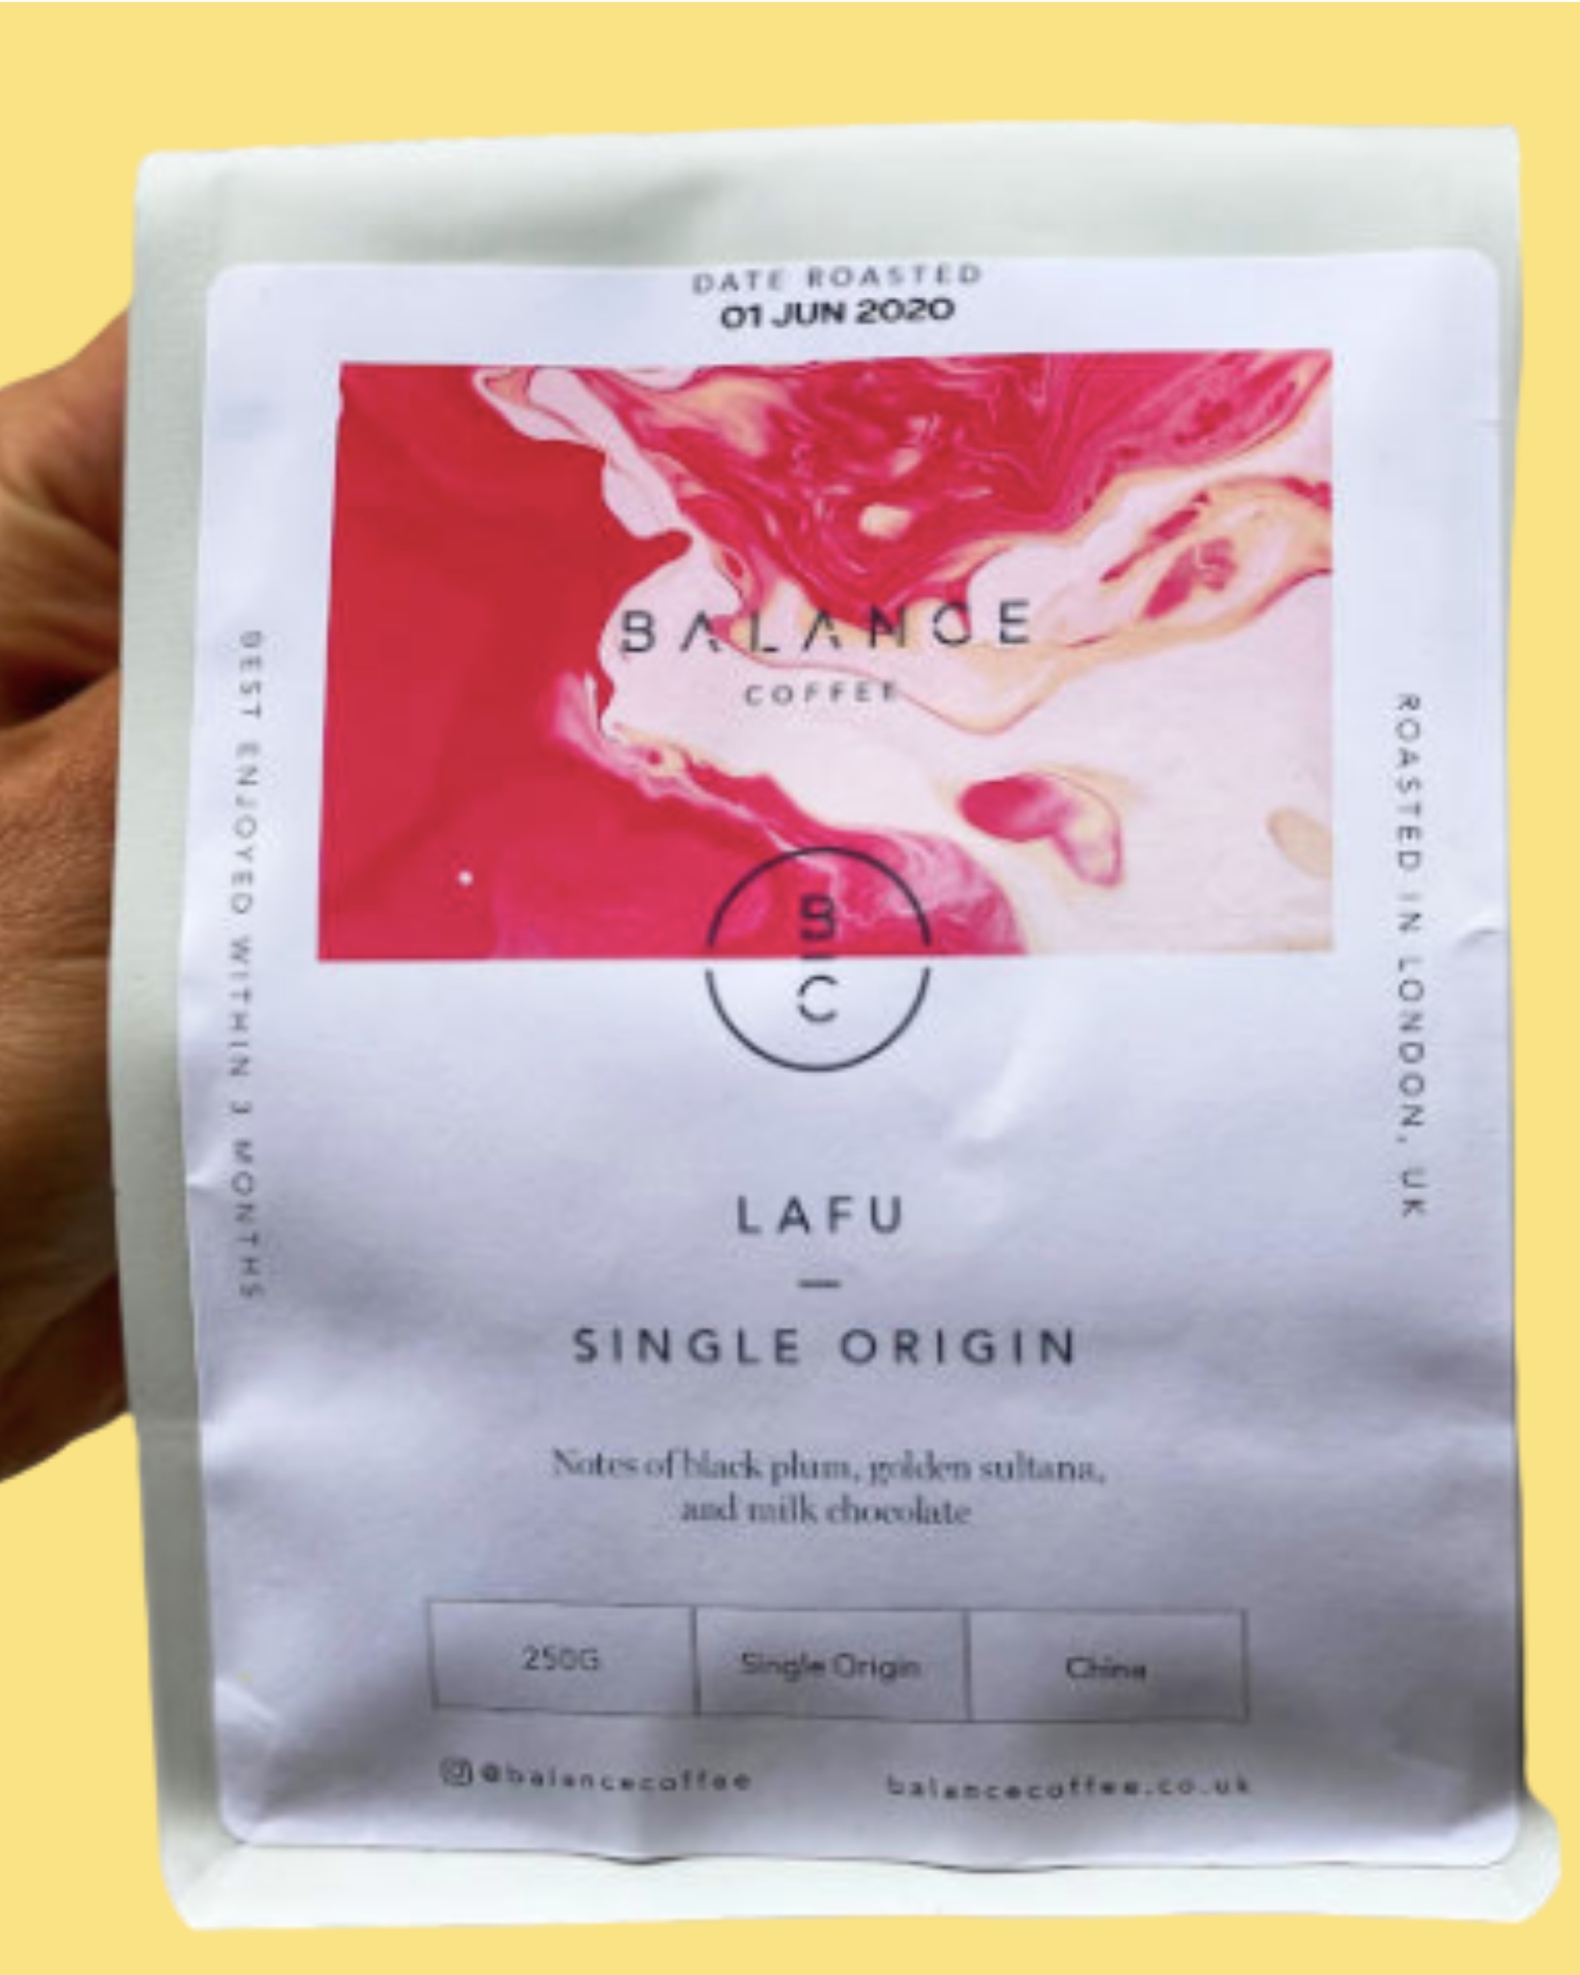 DATE ROASTED
01 JUN 2020
BALANCE
COFFEE
B
C
BEST ENJOYED WITHIN 3 MONTHS
ROASTED IN LONDON, UK
LAFU
—
SINGLE ORIGIN
Notes of black plum, golden sultana,
and milk chocolate
250G
Single Origin
China
@balancecoffee
balancecoffee.co.uk